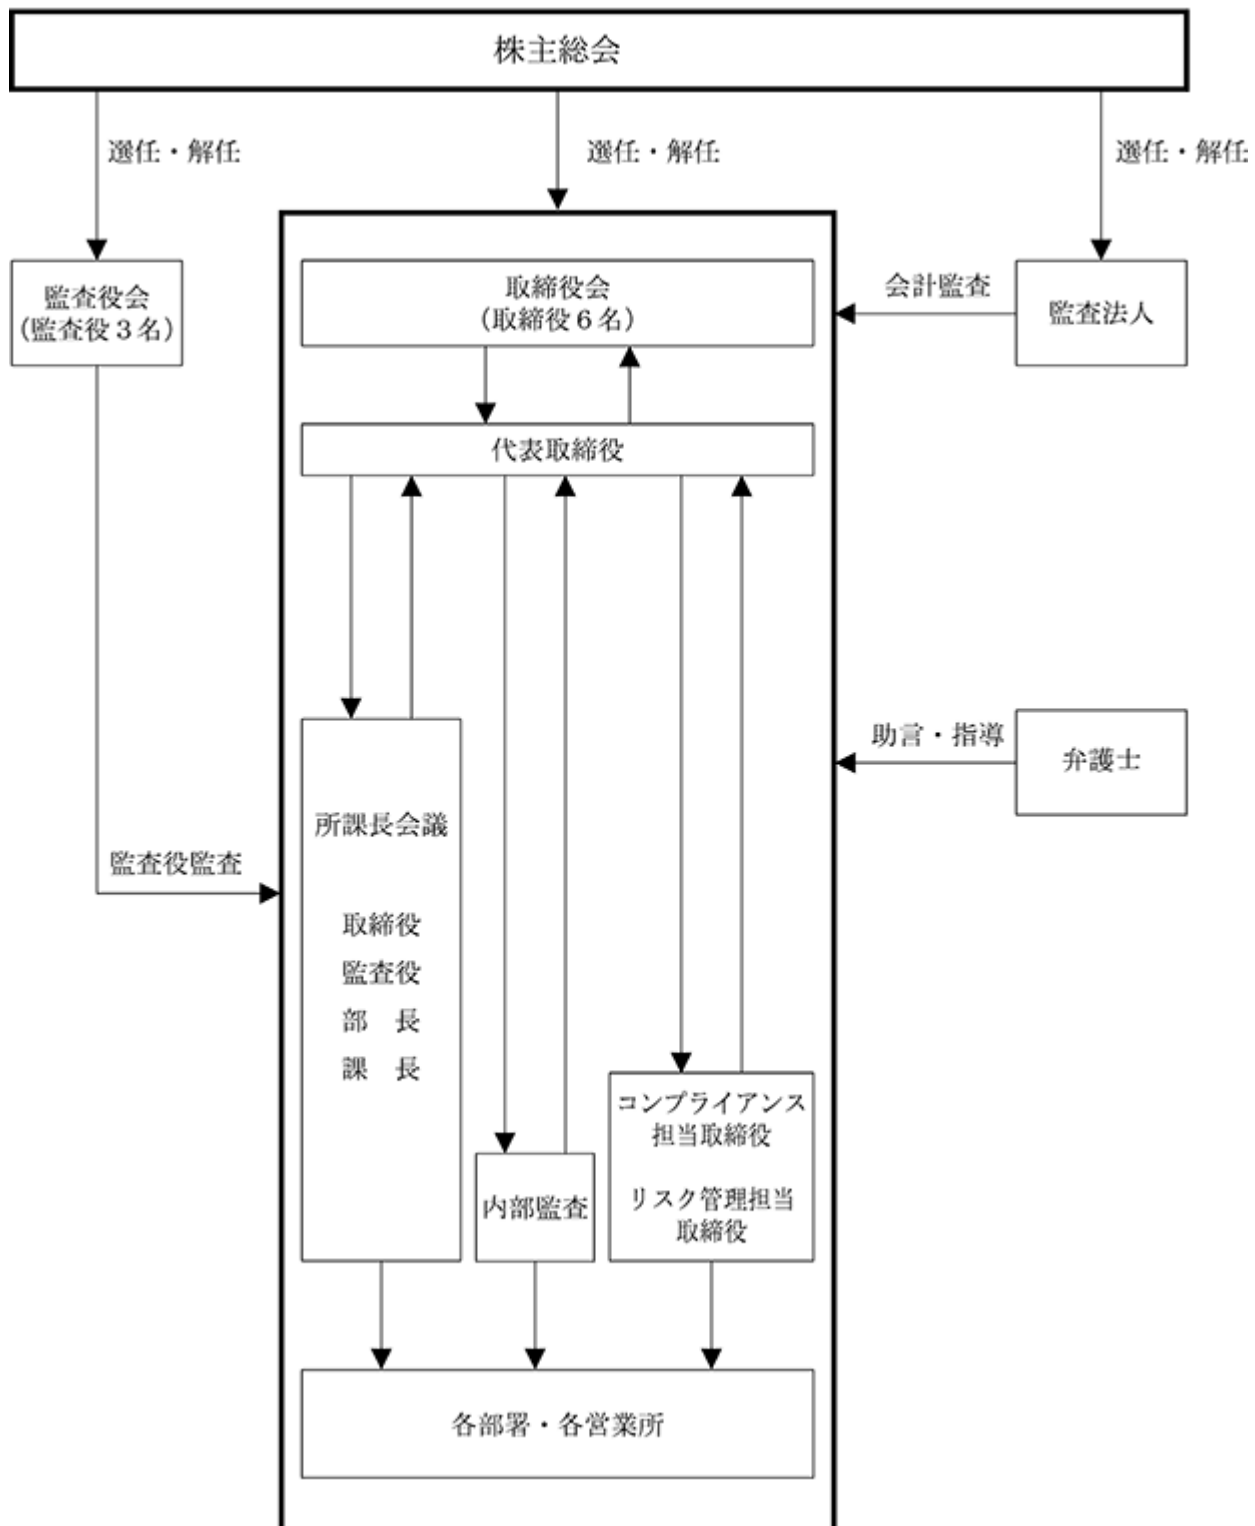 株主総会
選任・解任
選任・解任
選任・解任
監査役会
（監査役３名）
取締役会
（取締役６名）
会計監査
監査法人
代表取締役
助言・指導
弁護士
監査役監査
所課長会議
取締役
監査役
部　長
課　長
内部監査
コンプライアンス
担当取締役
リスク管理担当
取締役
各部署・各営業所